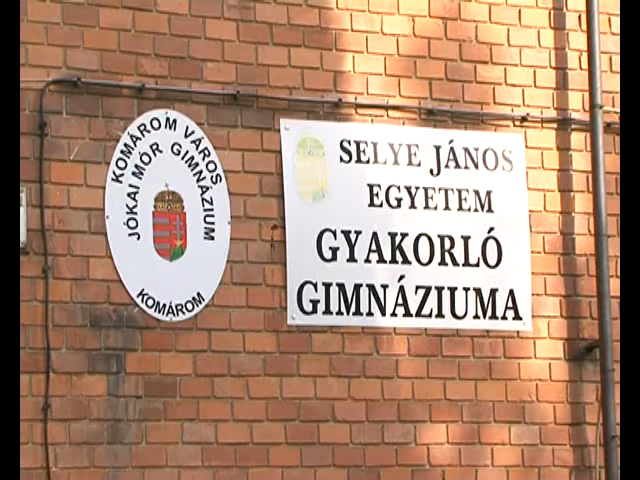 KOMÁROM VÁROS
JÓKAI MÓR GIMNÁZIUM
KOMÁROM
SELYE JÁNOS
EGYETEM
GYAKORLÓ
GIMNÁZIUMA